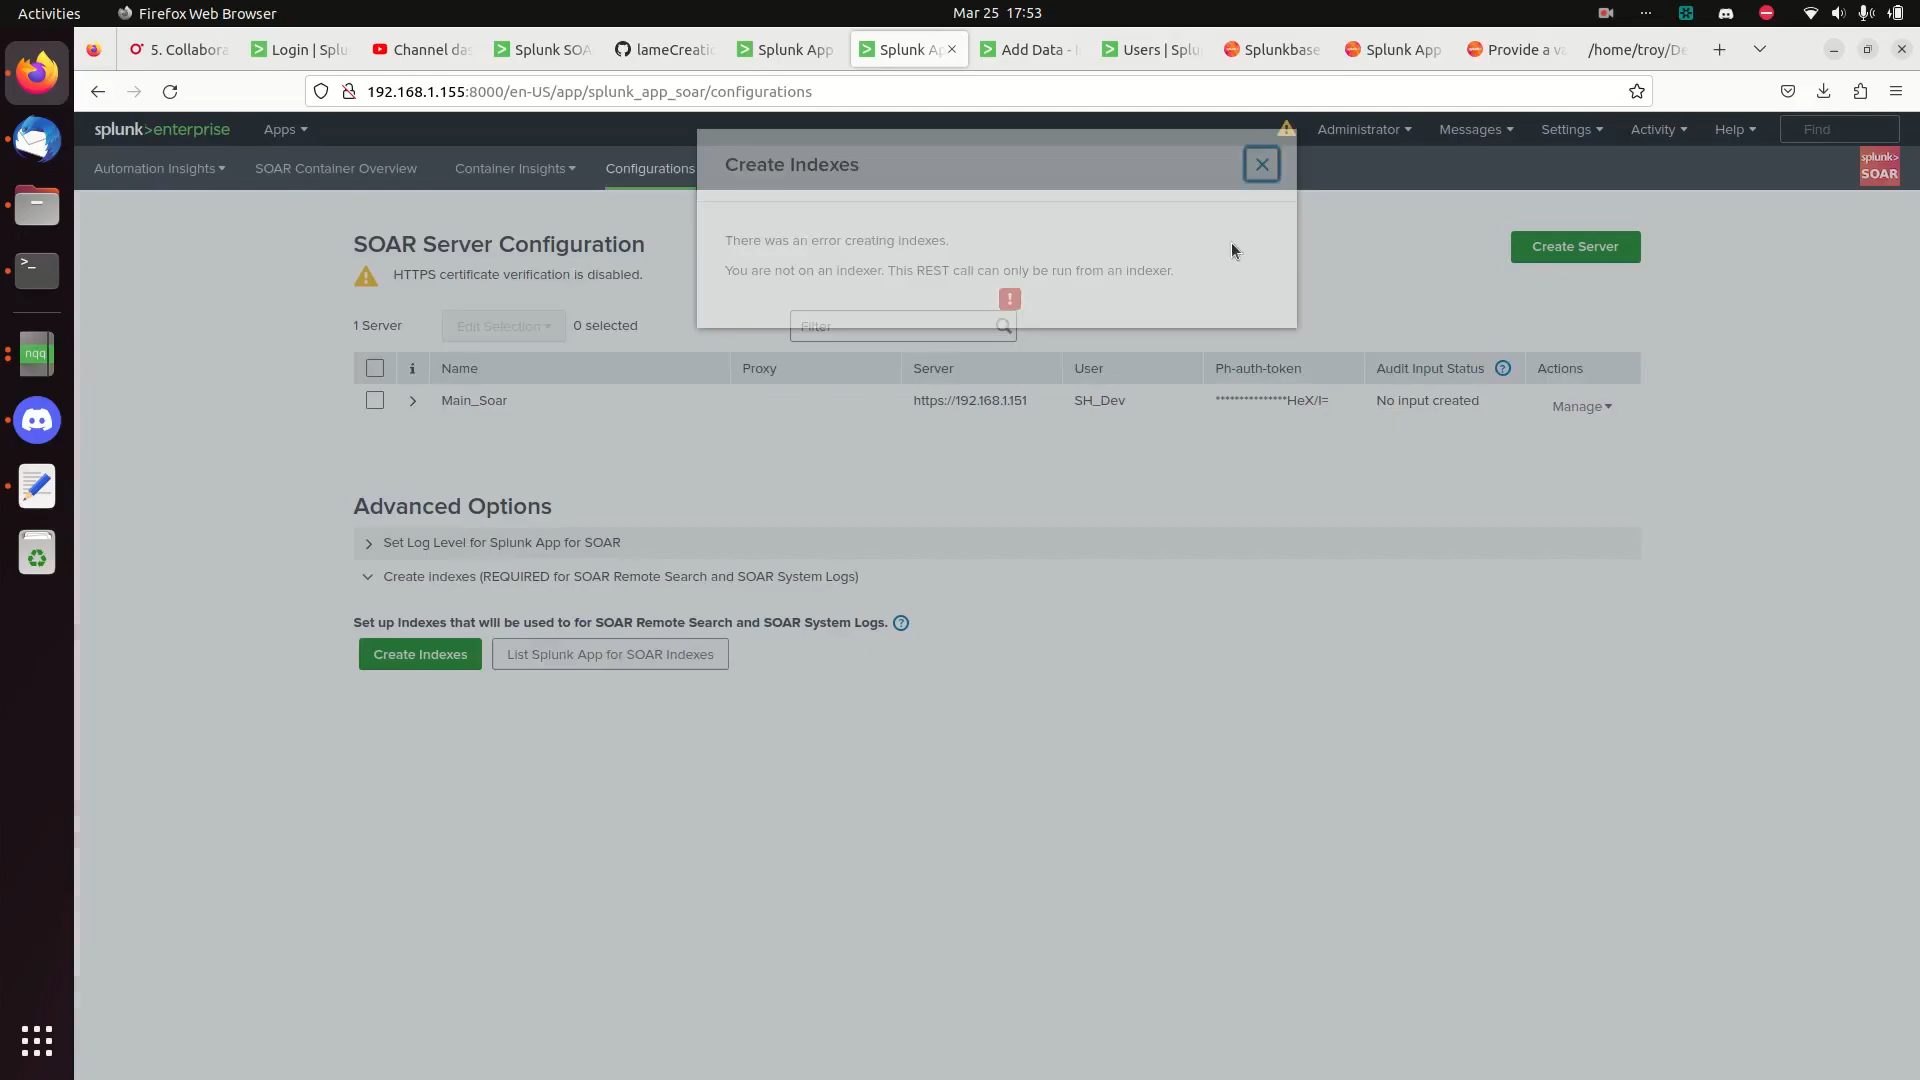 Activities
Firefox Web Browser
Mar 25 17:53
5. Collabora
Login | Splu
Channel das
Splunk SOA
lameCreatio
Splunk App
Splunk Ap
Add Data - I
Users | Splu
Splunkbase
Splunk App
Provide a va
/home/troy/De
192.168.1.155:8000/en-US/app/splunk_app_soar/configurations
splunk>enterprise
Apps
Administrator
Messages
Settings
Activity
Help
Find
Automation Insights
SOAR Container Overview
Container Insights
Configurations
splunk>
SOAR
Create Indexes
There was an error creating indexes.
You are not on an indexer. This REST call can only be run from an indexer.
SOAR Server Configuration
HTTPS certificate verification is disabled.
Create Server
1 Server
Edit Selection
0 selected
Filter
i Name Proxy Server User Ph-auth-token Audit Input Status ? Actions
Main_Soar https://192.168.1.151 SH_Dev ***************HeX/I= No input created Manage
Advanced Options
Set Log Level for Splunk App for SOAR
Create indexes (REQUIRED for SOAR Remote Search and SOAR System Logs)
Set up Indexes that will be used to for SOAR Remote Search and SOAR System Logs. ?
Create Indexes
List Splunk App for SOAR Indexes
nqq